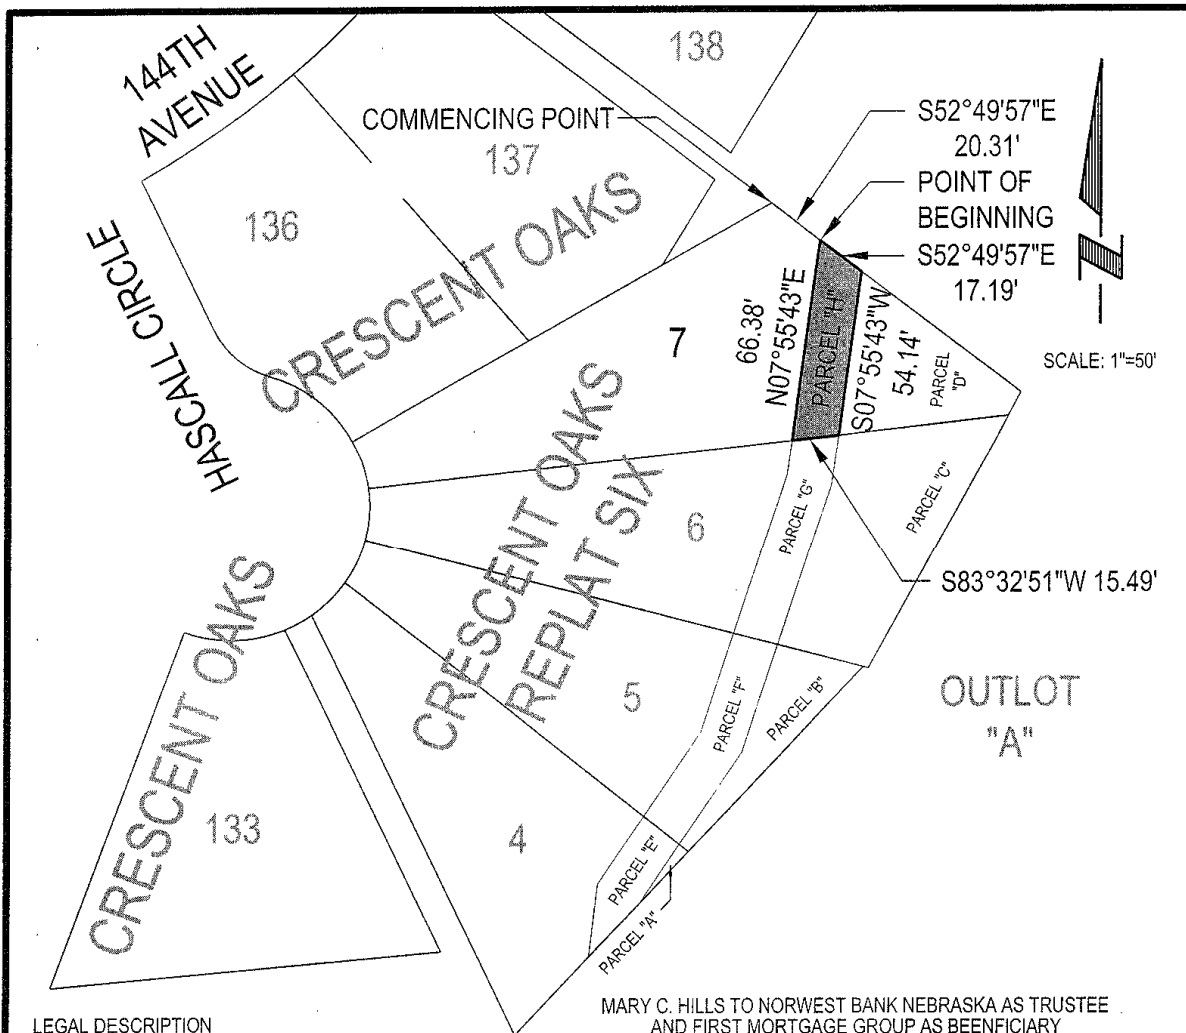 144TH
AVENUE
138
COMMENCING POINT
137
S52°49'57"E
20.31'
POINT OF
BEGINNING
S52°49'57"E
17.19'
SCALE: 1"=50'
136
HASCALL CIRCLE
CRESCENT OAKS
7
66.38'
N07°55'43"E
PARCEL "H"
S07°55'43"W
54.14'
PARCEL
"D"
CRESCENT OAKS
REPLAT SIX
6
PARCEL "G"
PARCEL "C"
S83°32'51"W 15.49'
5
PARCEL "F"
PARCEL "B"
OUTLOT
"A"
CRESCENT OAKS
133
4
PARCEL "E"
PARCEL "A"
LEGAL DESCRIPTION
MARY C. HILLS TO NORWEST BANK NEBRASKA AS TRUSTEE
AND FIRST MORTGAGE GROUP AS BEENFICIARY